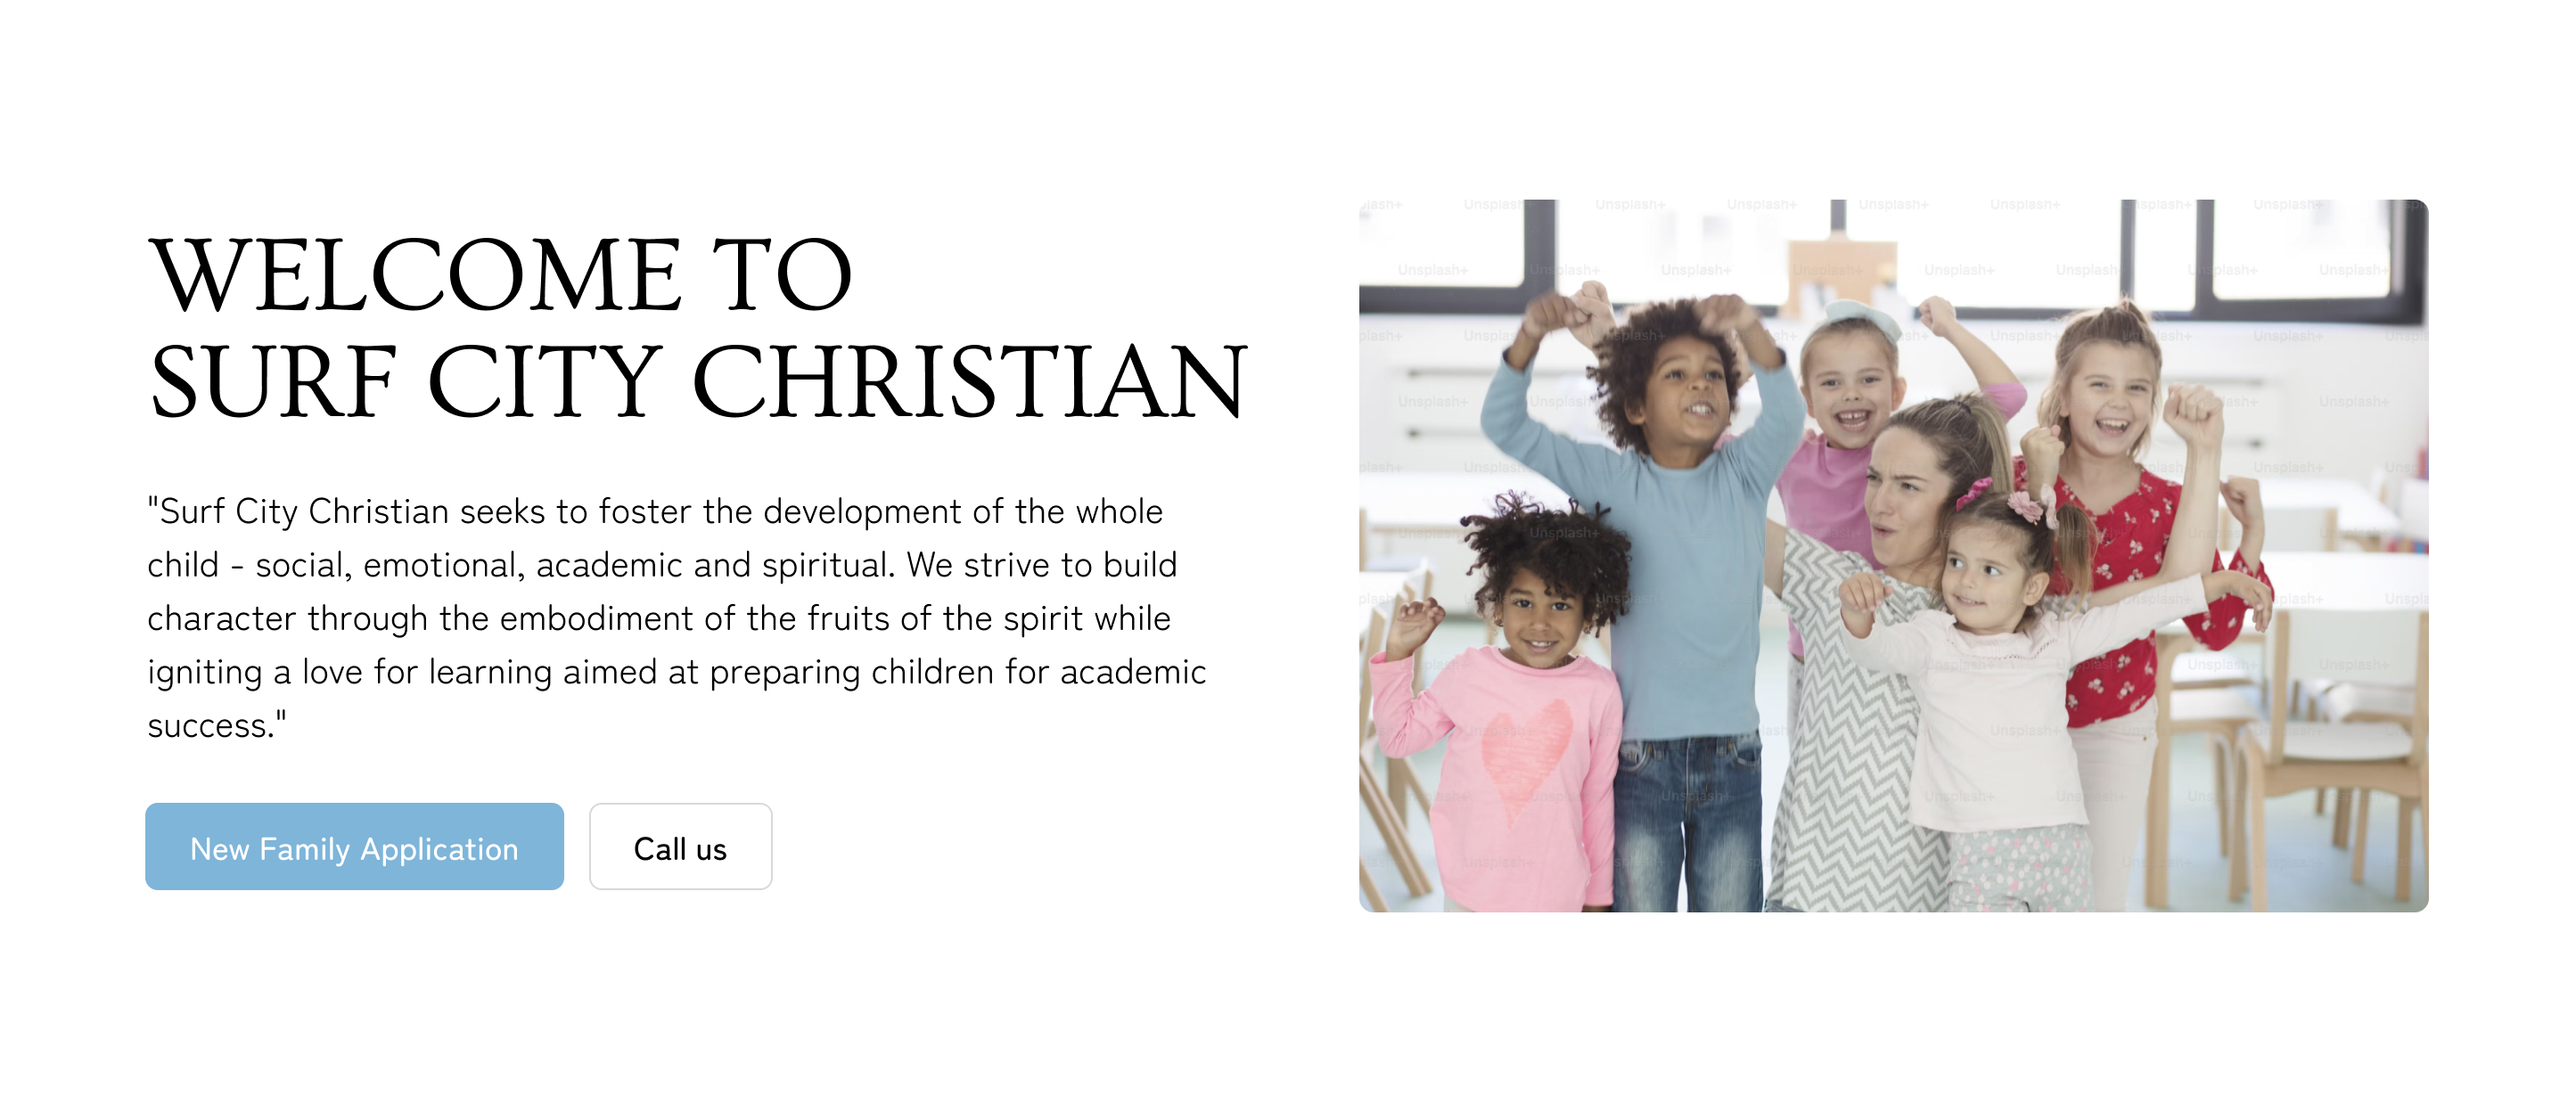 WELCOME TO
SURF CITY CHRISTIAN
"Surf City Christian seeks to foster the development of the whole
child - social, emotional, academic and spiritual. We strive to build
character through the embodiment of the fruits of the spirit while
igniting a love for learning aimed at preparing children for academic
success."
New Family Application
Call us
Unsplash+